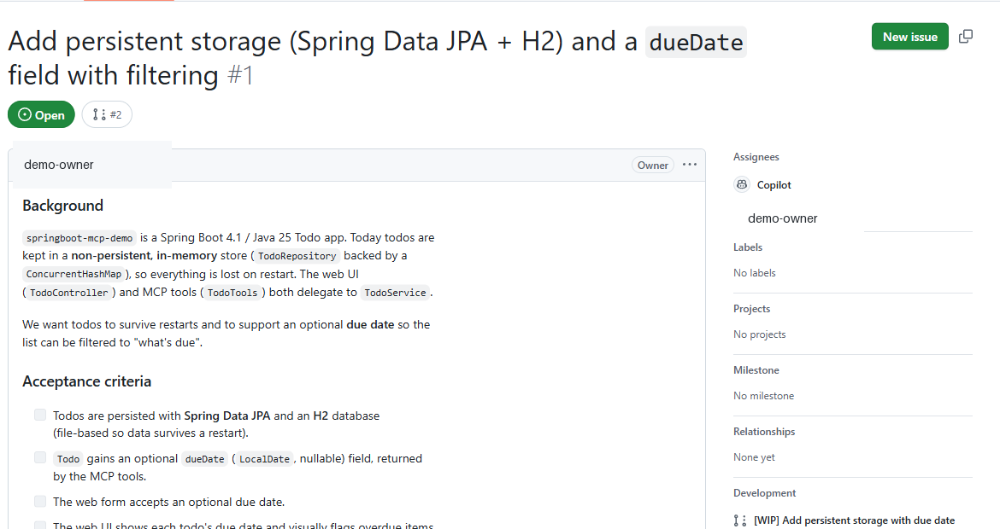 Add persistent storage (Spring Data JPA + H2) and a dueDate
field with filtering #1
New issue
Open
#2
demo-owner
Owner
Background
springboot-mcp-demo is a Spring Boot 4.1 / Java 25 Todo app. Today todos are
kept in a non-persistent, in-memory store ( TodoRepository backed by a
ConcurrentHashMap ), so everything is lost on restart. The web UI
( TodoController ) and MCP tools ( TodoTools ) both delegate to TodoService .
We want todos to survive restarts and to support an optional due date so the
list can be filtered to "what's due".
Acceptance criteria
Todos are persisted with Spring Data JPA and an H2 database
(file-based so data survives a restart).
Todo gains an optional dueDate ( LocalDate , nullable) field, returned
by the MCP tools.
The web form accepts an optional due date.
The web UI shows each todo's due date and visually flags overdue items
Assignees
Copilot
demo-owner
Labels
No labels
Projects
No projects
Milestone
No milestone
Relationships
None yet
Development
[WIP] Add persistent storage with due date